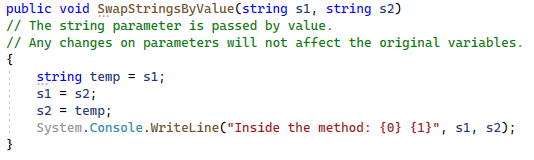 public void SwapStringsByValue(string s1, string s2)
// The string parameter is passed by value.
// Any changes on parameters will not affect the original variables.
{
    string temp = s1;
    s1 = s2;
    s2 = temp;
    System.Console.WriteLine("Inside the method: {0} {1}", s1, s2);
}